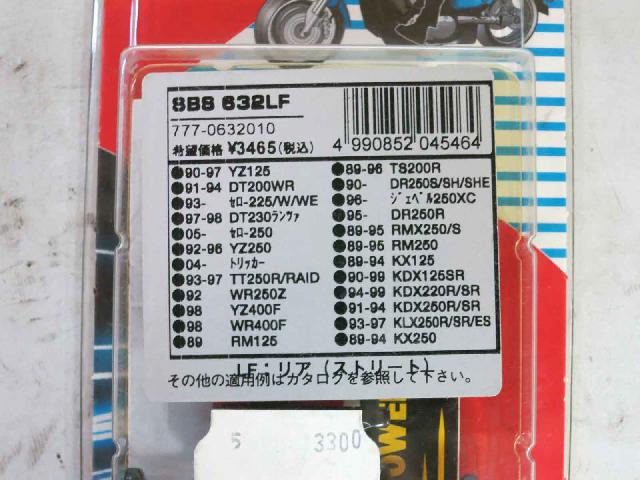 SBS 632LF
777-0632010
希望価格 ¥3465(税込)
4 990852 045464
●90-97 YZ125
●91-94 DT200WR
●93- セロ-225/W/WE
●97-98 DT230ランツァ
●05- セロ-250
●92-96 YZ250
●04- トリッカー
●93-97 TT250R/RAID
●92 WR250Z
●98 YZ400F
●98 WR400F
●89 RM125
●89-96 TS200R
●90- DR250S/SH/SHE
●96- ジェベル250XC
●95- DR250R
●89-95 RMX250/S
●89-95 RM250
●89-94 KX125
●90-99 KDX125SR
●94-99 KDX220R/SR
●91-94 KDX250R/SR
●93-97 KLX250R/SR/ES
●89-94 KX250
LF:リア (ストリート)
その他の適用例はカタログを参照して下さい。
5 3300